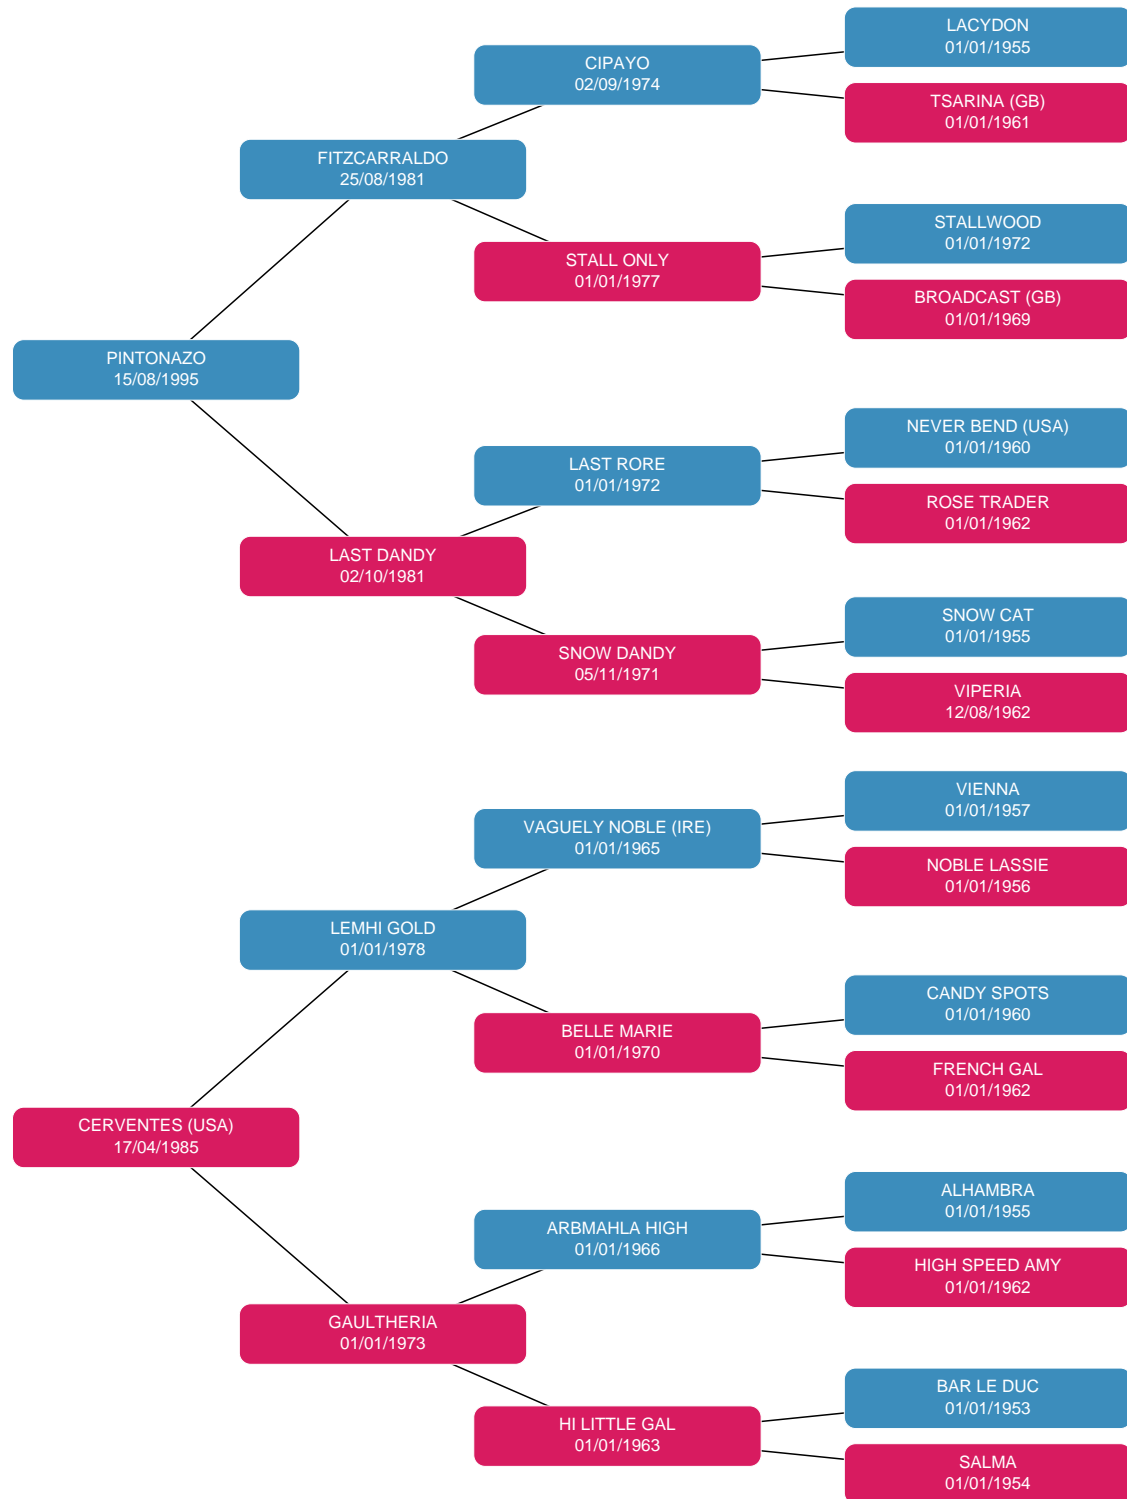 LACYDON
01/01/1955
CIPAYO
02/09/1974
TSARINA (GB)
01/01/1961
FITZCARRALDO
25/08/1981
STALLWOOD
01/01/1972
STALL ONLY
01/01/1977
BROADCAST (GB)
01/01/1969
PINTONAZO
15/08/1995
NEVER BEND (USA)
01/01/1960
LAST RORE
01/01/1972
ROSE TRADER
01/01/1962
LAST DANDY
02/10/1981
SNOW CAT
01/01/1955
SNOW DANDY
05/11/1971
VIPERIA
12/08/1962
VIENNA
01/01/1957
VAGUELY NOBLE (IRE)
01/01/1965
NOBLE LASSIE
01/01/1956
LEMHI GOLD
01/01/1978
CANDY SPOTS
01/01/1960
BELLE MARIE
01/01/1970
FRENCH GAL
01/01/1962
CERVENTES (USA)
17/04/1985
ALHAMBRA
01/01/1955
ARBMAHLA HIGH
01/01/1966
HIGH SPEED AMY
01/01/1962
GAULTHERIA
01/01/1973
BAR LE DUC
01/01/1953
HI LITTLE GAL
01/01/1963
SALMA
01/01/1954